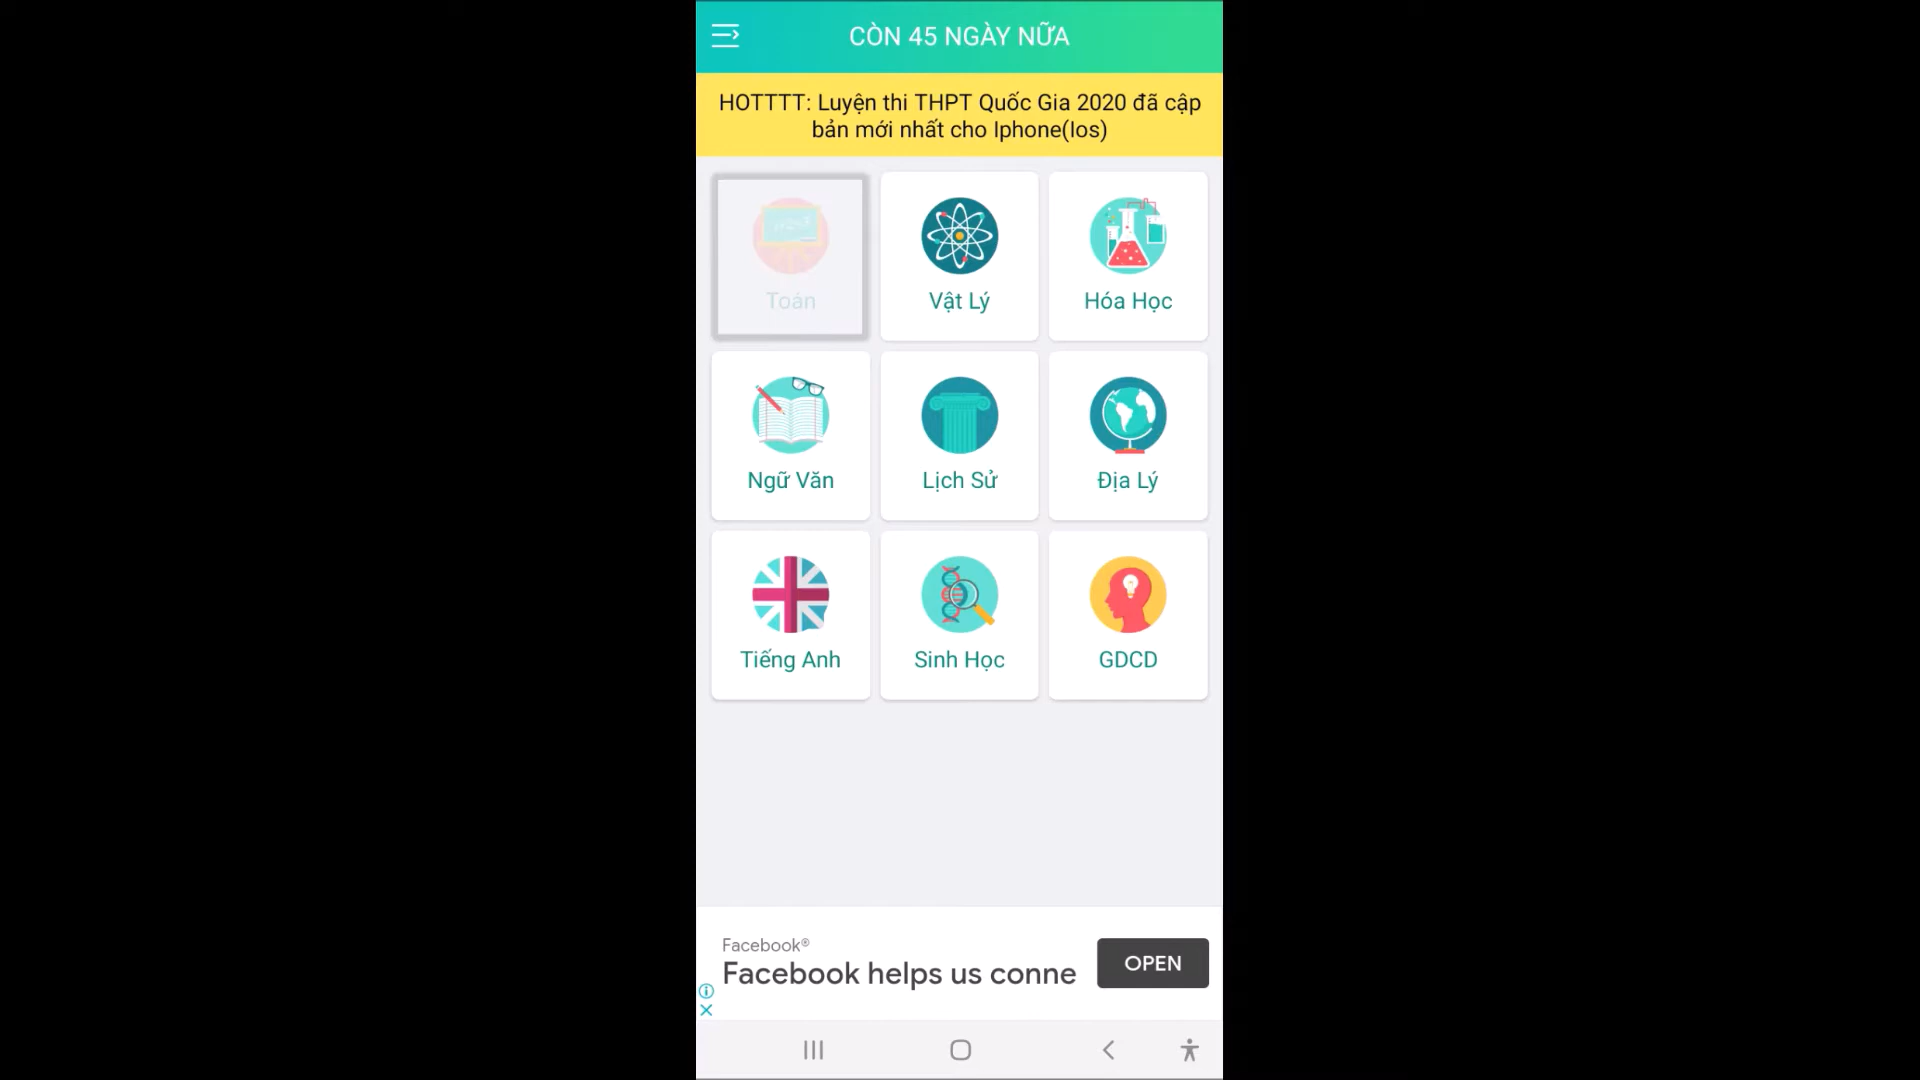 CÒN 45 NGÀY NỮA
HOTTTT: Luyện thi THPT Quốc Gia 2020 đã cập
bản mới nhất cho Iphone(Ios)
Toán
Vật Lý
Hóa Học
Ngữ Văn
Lịch Sử
Địa Lý
Tiếng Anh
Sinh Học
GDCD
Facebook®
Facebook helps us conne
OPEN